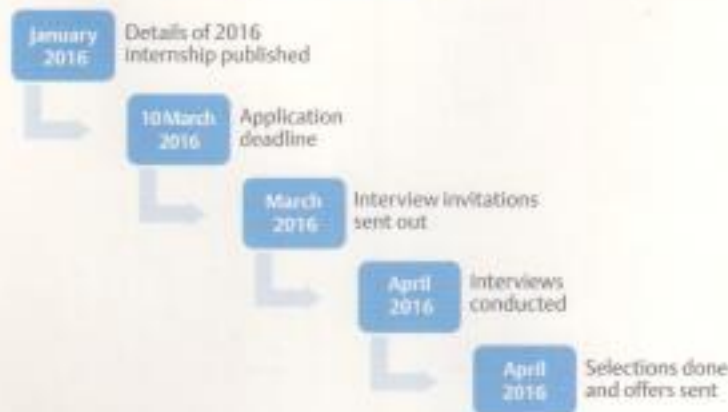 January
2016
Details of 2016
internship published
10 March
2016
Application
deadline
March
2016
Interview invitations
sent out
April
2016
Interviews
conducted
April
2016
Selections done
and offers sent